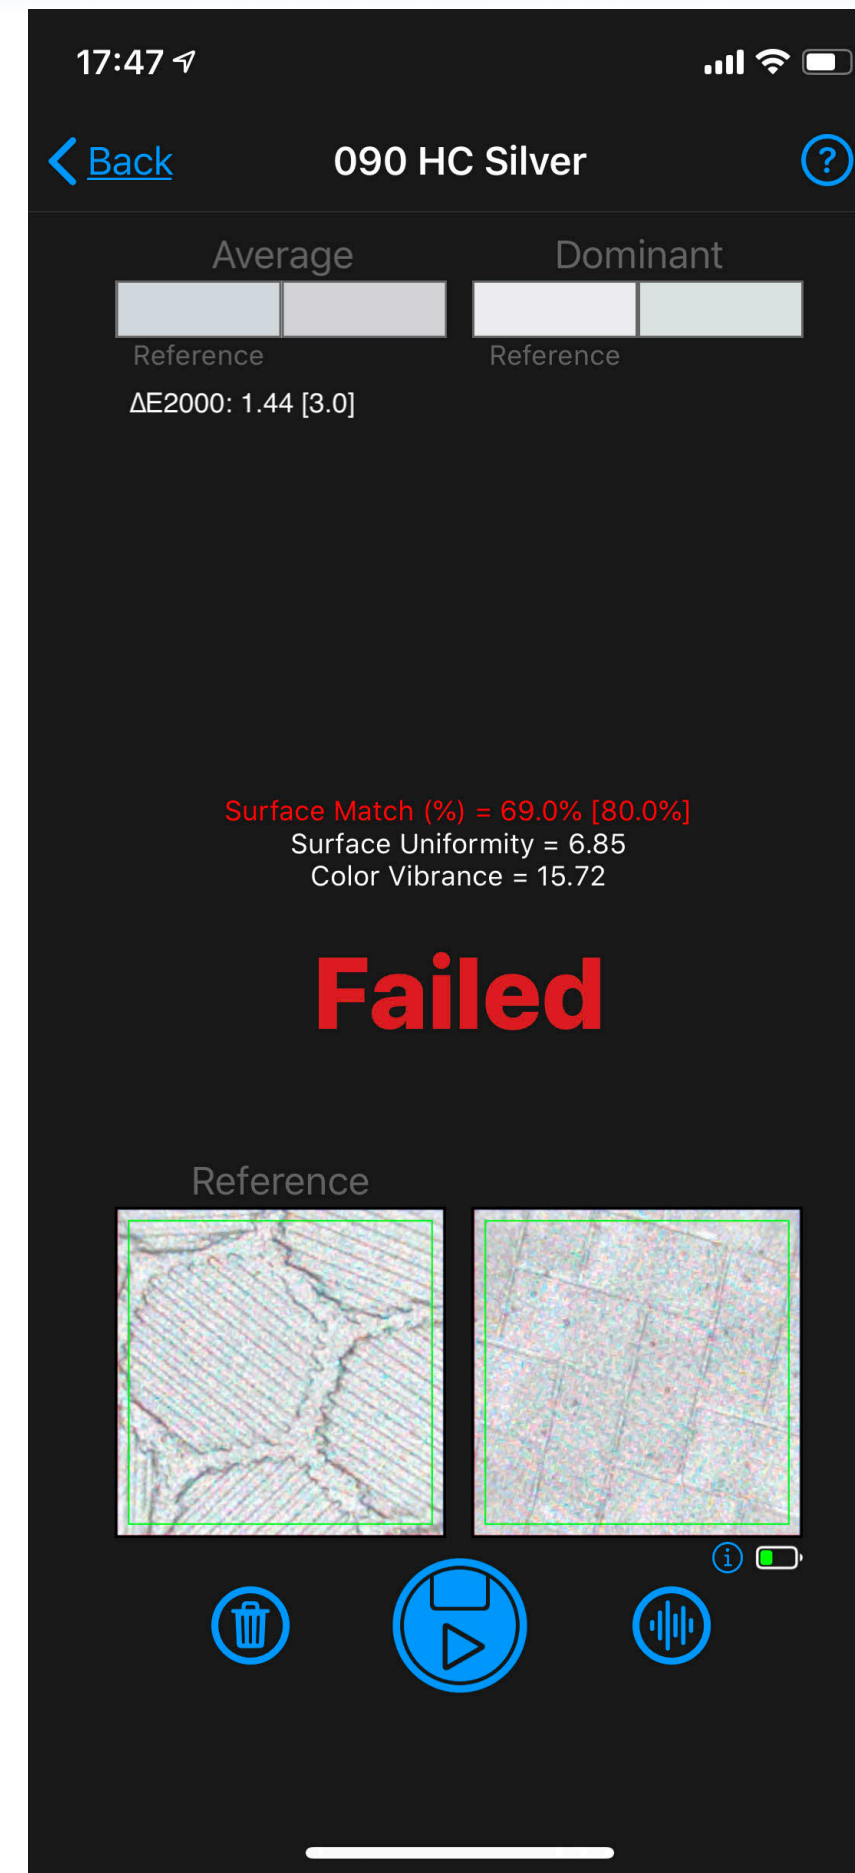 17:47
Back 090 HC Silver ?
Average Dominant
Reference Reference
ΔE2000: 1.44 [3.0]
Surface Match (%) = 69.0% [80.0%]
Surface Uniformity = 6.85
Color Vibrance = 15.72
Failed
Reference